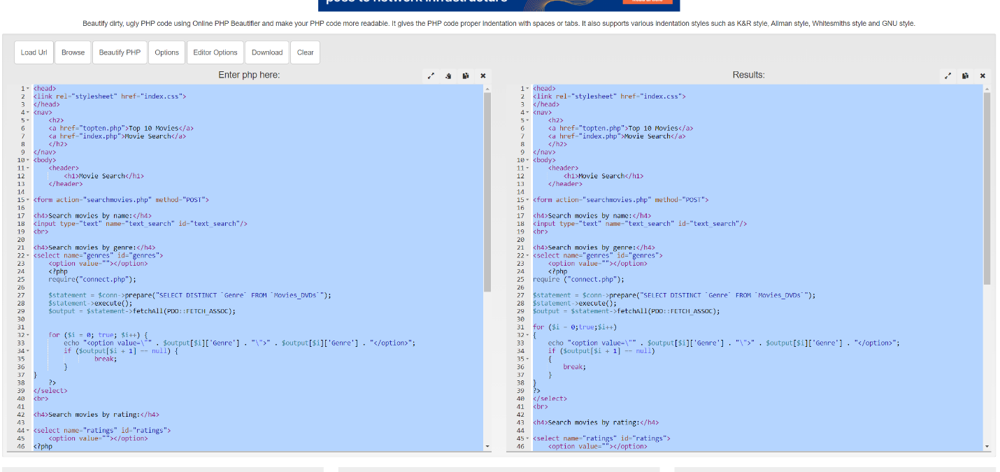 Beautify dirty, ugly PHP code using Online PHP Beautifier and make your PHP code more readable. It gives the PHP code proper indentation with spaces or tabs. It also supports various indentation styles such as K&R style, Allman style, Whitesmiths style and GNU style.
Load Url Browse Beautify PHP Options Editor Options Download Clear
Enter php here:
1 <head>
2 <link rel="stylesheet" href="index.css">
3 </head>
4 <nav>
5 <h2>
6 <a href="topten.php">Top 10 Movies</a>
7 <a href="index.php">Movie Search</a>
8 </h2>
9 </nav>
10 <body>
11 <header>
12 <h1>Movie Search</h1>
13 </header>
14
15 <form action="searchmovies.php" method="POST">
16
17 <h4>Search movies by name:</h4>
18 <input type="text" name="text_search" id="text_search"/>
19 <br>
20
21 <h4>Search movies by genre:</h4>
22 <select name="genres" id="genres">
23 <option value=""></option>
24 <?php
25 require("connect.php");
26
27 $statement = $conn->prepare("SELECT DISTINCT `Genre` FROM `Movies_DVDs`");
28 $statement->execute();
29 $output = $statement->fetchAll(PDO::FETCH_ASSOC);
30
31
32 for ($i = 0; true; $i++) {
33 echo "<option value=\"" . $output[$i]['Genre'] . "\">" . $output[$i]['Genre'] . "</option>";
34 if ($output[$i + 1] == null) {
35 break;
36 }
37 }
38 ?>
39 </select>
40 <br>
41
42 <h4>Search movies by rating:</h4>
43
44 <select name="ratings" id="ratings">
45 <option value=""></option>
46 <?php
Results:
1 <head>
2 <link rel="stylesheet" href="index.css">
3 </head>
4 <nav>
5 <h2>
6 <a href="topten.php">Top 10 Movies</a>
7 <a href="index.php">Movie Search</a>
8 </h2>
9 </nav>
10 <body>
11 <header>
12 <h1>Movie Search</h1>
13 </header>
14
15 <form action="searchmovies.php" method="POST">
16
17 <h4>Search movies by name:</h4>
18 <input type="text" name="text_search" id="text_search"/>
19 <br>
20
21 <h4>Search movies by genre:</h4>
22 <select name="genres" id="genres">
23 <option value=""></option>
24 <?php
25 require ("connect.php");
26
27 $statement = $conn->prepare("SELECT DISTINCT `Genre` FROM `Movies_DVDs`");
28 $statement->execute();
29 $output = $statement->fetchAll(PDO::FETCH_ASSOC);
30
31 for ($i = 0;true;$i++)
32 {
33 echo "<option value=\"" . $output[$i]['Genre'] . "\">" . $output[$i]['Genre'] . "</option>";
34 if ($output[$i + 1] == null)
35 {
36 break;
37 }
38 }
39 ?>
40 </select>
41 <br>
42
43 <h4>Search movies by rating:</h4>
44
45 <select name="ratings" id="ratings">
46 <option value=""></option>